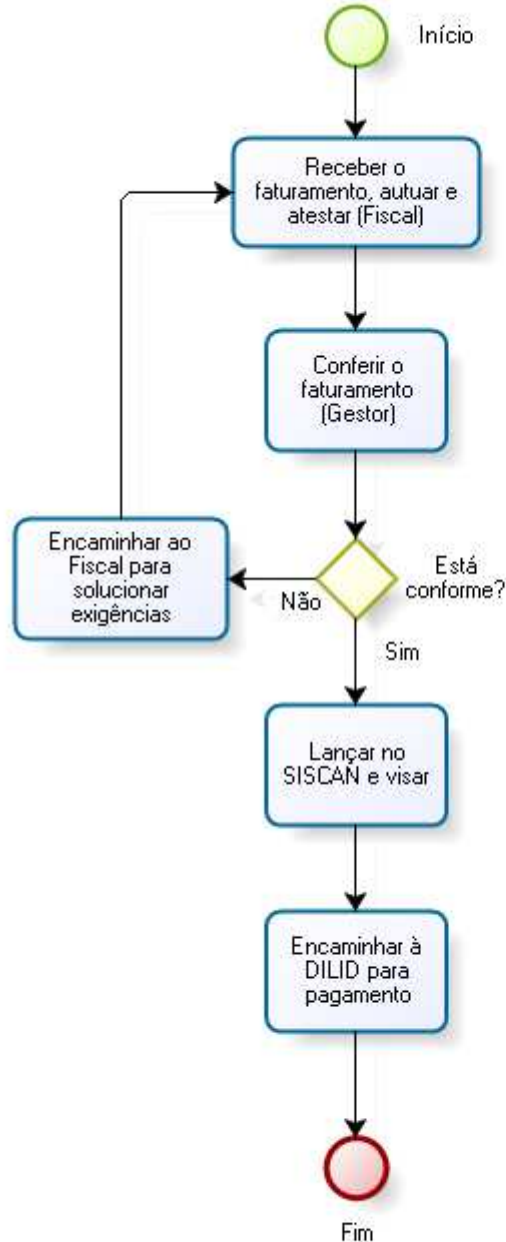 Início
Receber o
faturamento, autuar e
atestar (Fiscal)
Conferir o
faturamento
(Gestor)
Está
conforme?
Não
Encaminhar ao
Fiscal para
solucionar
exigências
Sim
Lançar no
SISCAN e visar
Encaminhar à
DILID para
pagamento
Fim